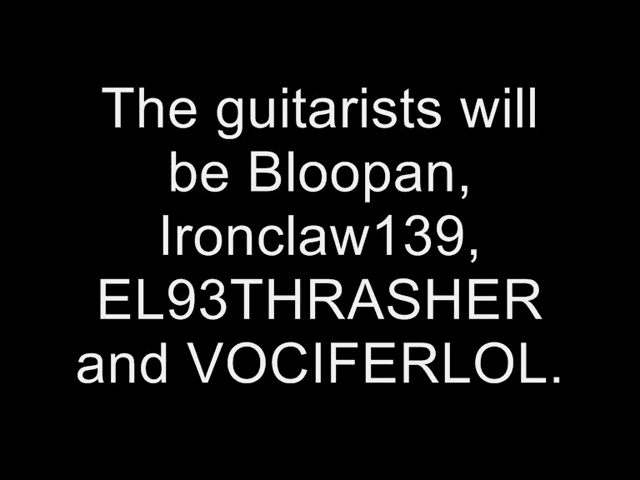 The guitarists will
be Bloopan,
Ironclaw139,
EL93THRASHER
and VOCIFERLOL.